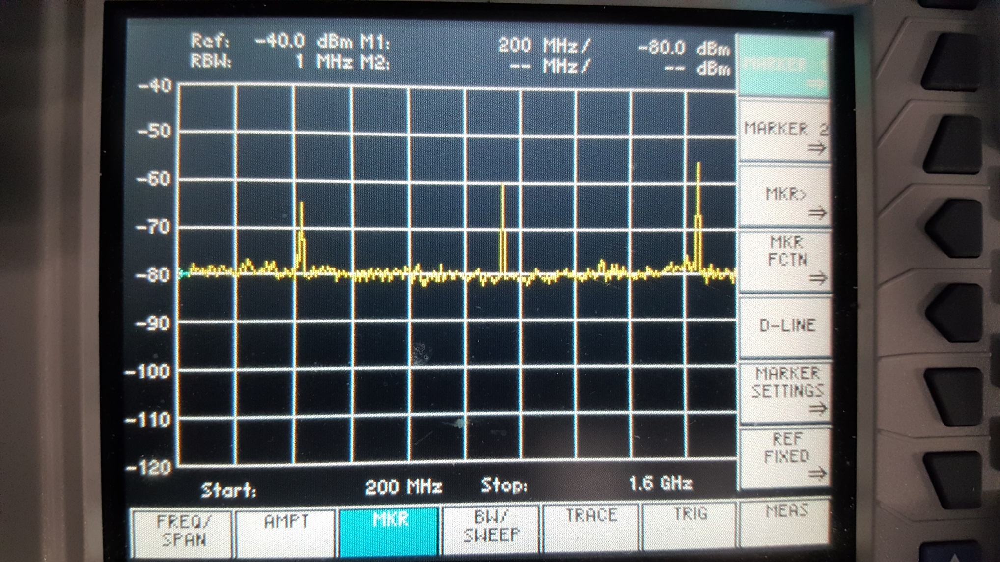 Ref: -40.0 dBm M1: 200 MHz/ -80.0 dBm
RBW: 1 MHz M2: -- MHz/ -- dBm
-40
-50
-60
-70
-80
-90
-100
-110
-120
Start: 200 MHz Stop: 1.6 GHz
MARKER
⇒
MARKER 2
⇒
MKR>
⇒
MKR
FCTN
⇒
D-LINE
MARKER
SETTINGS
⇒
REF
FIXED
⇒
FREQ/
SPAN
AMPT
MKR
BW/
SWEEP
TRACE
TRIG
MEAS